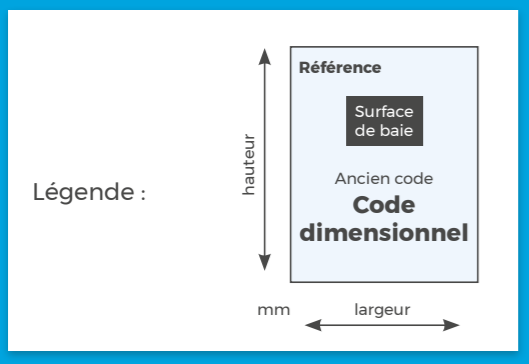 Référence
Surface
de baie
hauteur
Ancien code
Légende :
Code
dimensionnel
mm
largeur